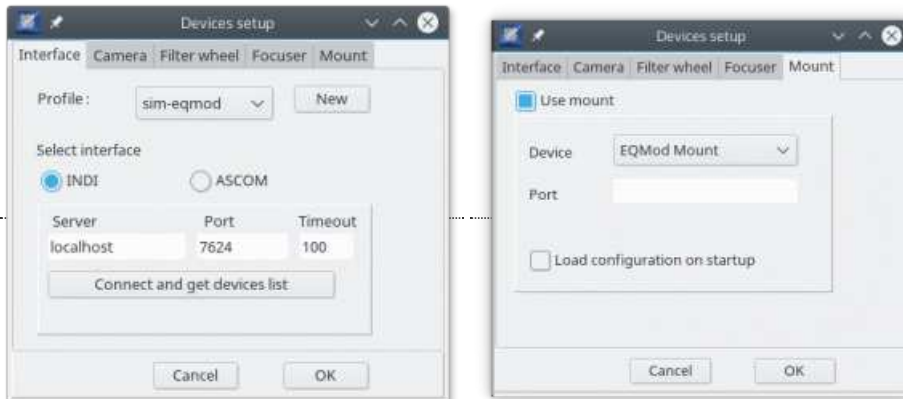 Devices setup
Interface Camera Filter wheel Focuser Mount
Profile : sim-eqmod New
Select interface
INDI ASCOM
Server Port Timeout
localhost 7624 100
Connect and get devices list
Cancel OK
Devices setup
Interface Camera Filter wheel Focuser Mount
Use mount
Device EQMod Mount
Port
Load configuration on startup
Cancel OK